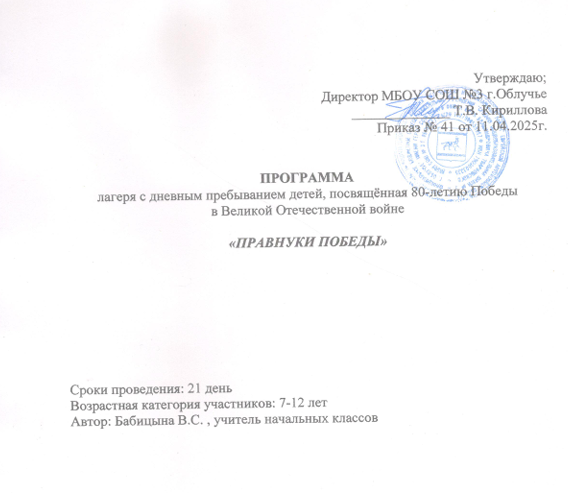 Утверждаю;
Директор МБОУ СОШ №3 г.Облучье
Т.В. Кириллова
Приказ № 41 от 11.04.2025г.
ПРОГРАММА
лагеря с дневным пребыванием детей, посвящённая 80-летию Победы
в Великой Отечественной войне
«ПРАВНУКИ ПОБЕДЫ»
Сроки проведения: 21 день
Возрастная категория участников: 7-12 лет
Автор: Бабицына В.С. , учитель начальных классов